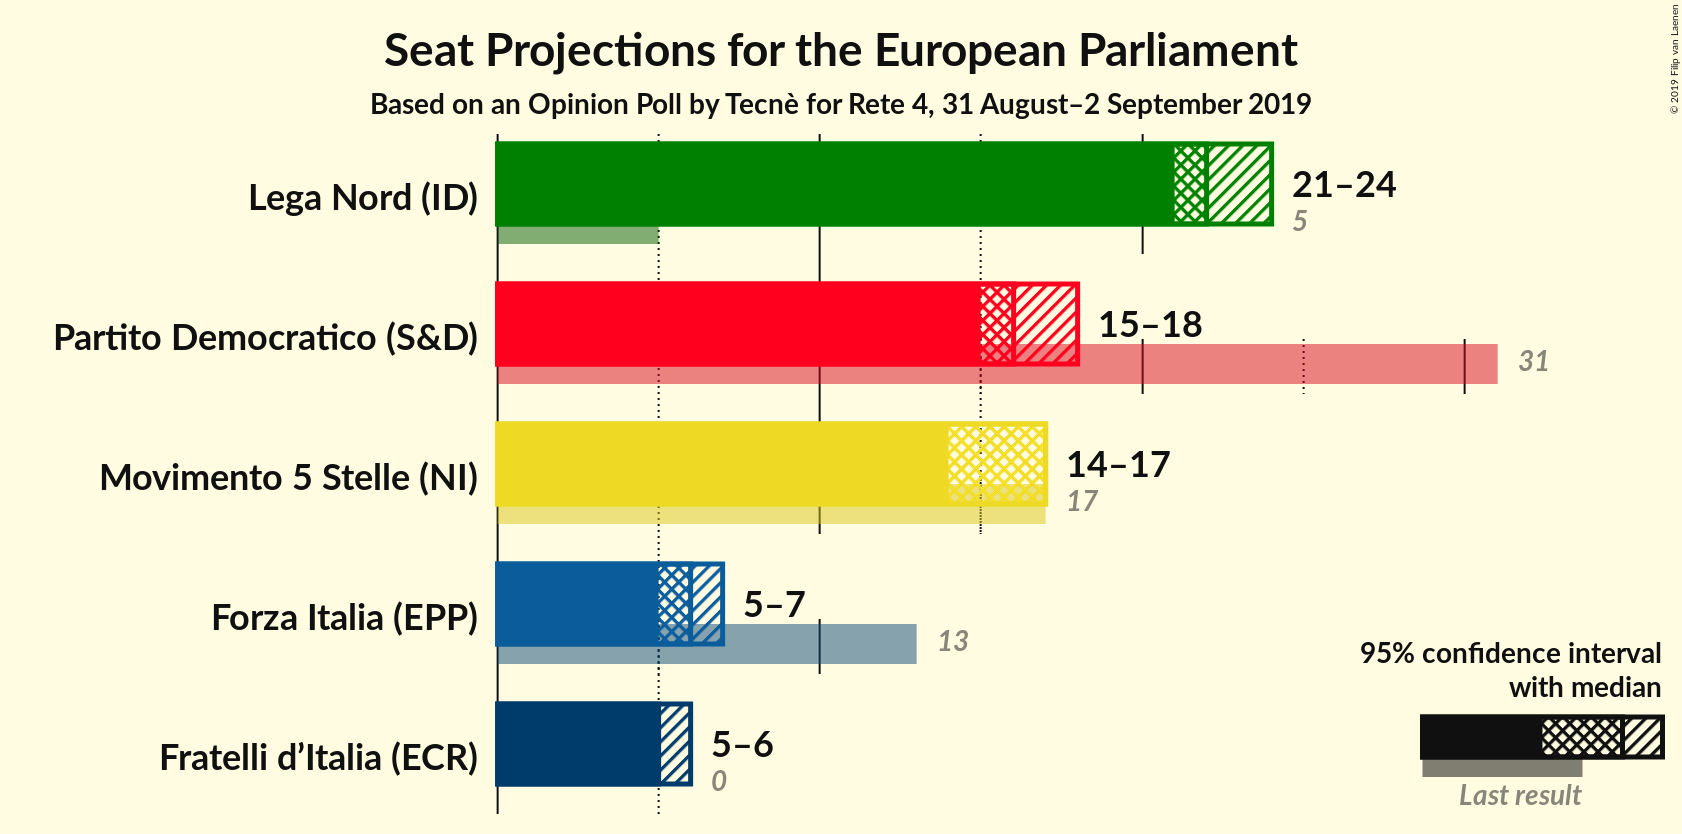 Seat Projections for the European Parliament
Based on an Opinion Poll by Tecnè for Rete 4, 31 August–2 September 2019
© 2019 Filip van Laenen
Lega Nord (ID)
21–24
5
Partito Democratico (S&D)
15–18
31
Movimento 5 Stelle (NI)
14–17
17
Forza Italia (EPP)
5–7
13
Fratelli d’Italia (ECR)
5–6
0
95% confidence interval
with median
Last result